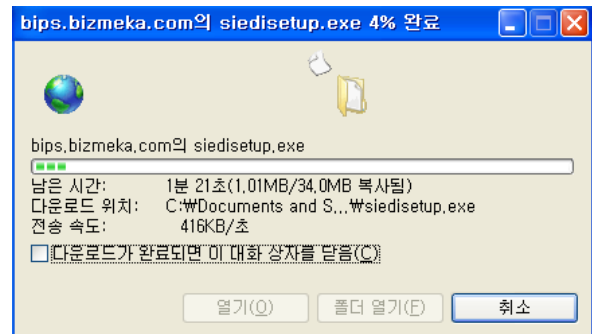 bips.bizmeka.com의 siedisetup.exe 4% 완료
bips.bizmeka.com의 siedisetup.exe
남은 시간: 1분 21초(1.01MB/34.0MB 복사됨)
다운로드 위치: C:\Documents and S...\siedisetup.exe
전송 속도: 416KB/초
다운로드가 완료되면 이 대화 상자를 닫음(C)
열기(O) 폴더 열기(F) 취소